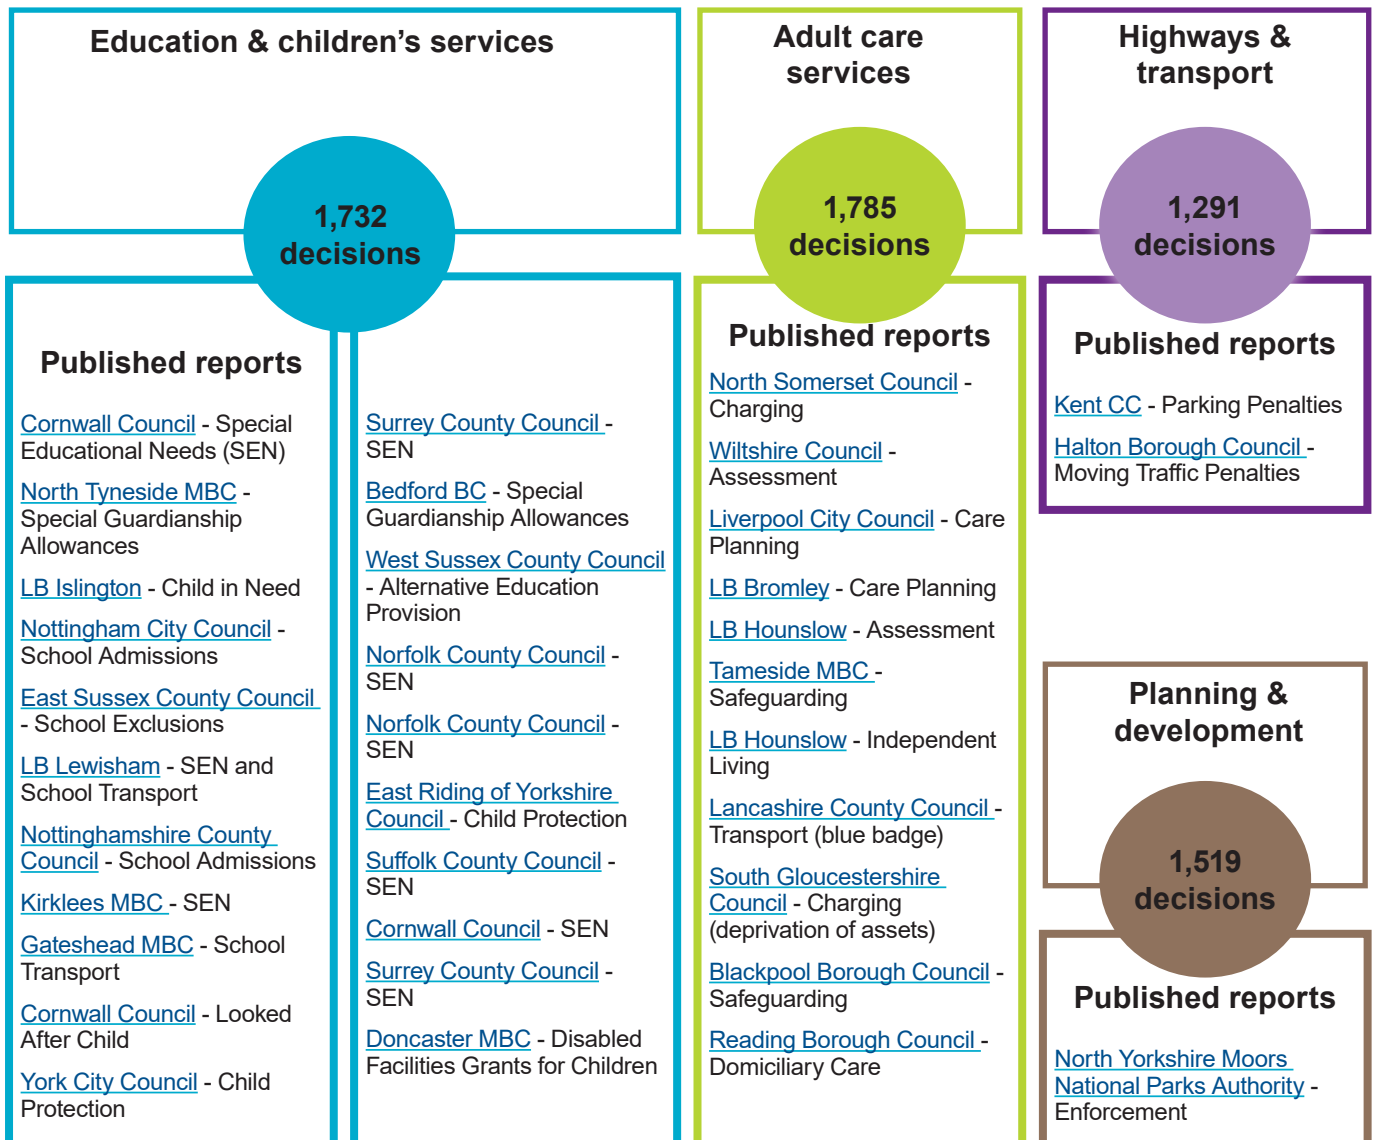 Education & children’s services
1,732
decisions
Published reports
Cornwall Council - Special
Educational Needs (SEN)
North Tyneside MBC -
Special Guardianship
Allowances
LB Islington - Child in Need
Nottingham City Council -
School Admissions
East Sussex County Council
- School Exclusions
LB Lewisham - SEN and
School Transport
Nottinghamshire County
Council - School Admissions
Kirklees MBC - SEN
Gateshead MBC - School
Transport
Cornwall Council - Looked
After Child
York City Council - Child
Protection
Surrey County Council -
SEN
Bedford BC - Special
Guardianship Allowances
West Sussex County Council
- Alternative Education
Provision
Norfolk County Council -
SEN
Norfolk County Council -
SEN
East Riding of Yorkshire
Council - Child Protection
Suffolk County Council -
SEN
Cornwall Council - SEN
Surrey County Council -
SEN
Doncaster MBC - Disabled
Facilities Grants for Children
Adult care
services
1,785
decisions
Published reports
North Somerset Council -
Charging
Wiltshire Council -
Assessment
Liverpool City Council - Care
Planning
LB Bromley - Care Planning
LB Hounslow - Assessment
Tameside MBC -
Safeguarding
LB Hounslow - Independent
Living
Lancashire County Council -
Transport (blue badge)
South Gloucestershire
Council - Charging
(deprivation of assets)
Blackpool Borough Council -
Safeguarding
Reading Borough Council -
Domiciliary Care
Highways &
transport
1,291
decisions
Published reports
Kent CC - Parking Penalties
Halton Borough Council -
Moving Traffic Penalties
Planning &
development
1,519
decisions
Published reports
North Yorkshire Moors
National Parks Authority -
Enforcement